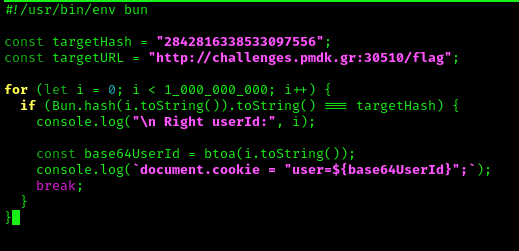 #!/usr/bin/env bun

const targetHash = "2842816338533097556";
const targetURL = "http://challenges.pmdk.gr:30510/flag";

for (let i = 0; i < 1_000_000_000; i++) {
  if (Bun.hash(i.toString()).toString() === targetHash) {
    console.log("\n Right userId:", i);

    const base64UserId = btoa(i.toString());
    console.log(`document.cookie = "user=${base64UserId}";`);
    break;
  }
}